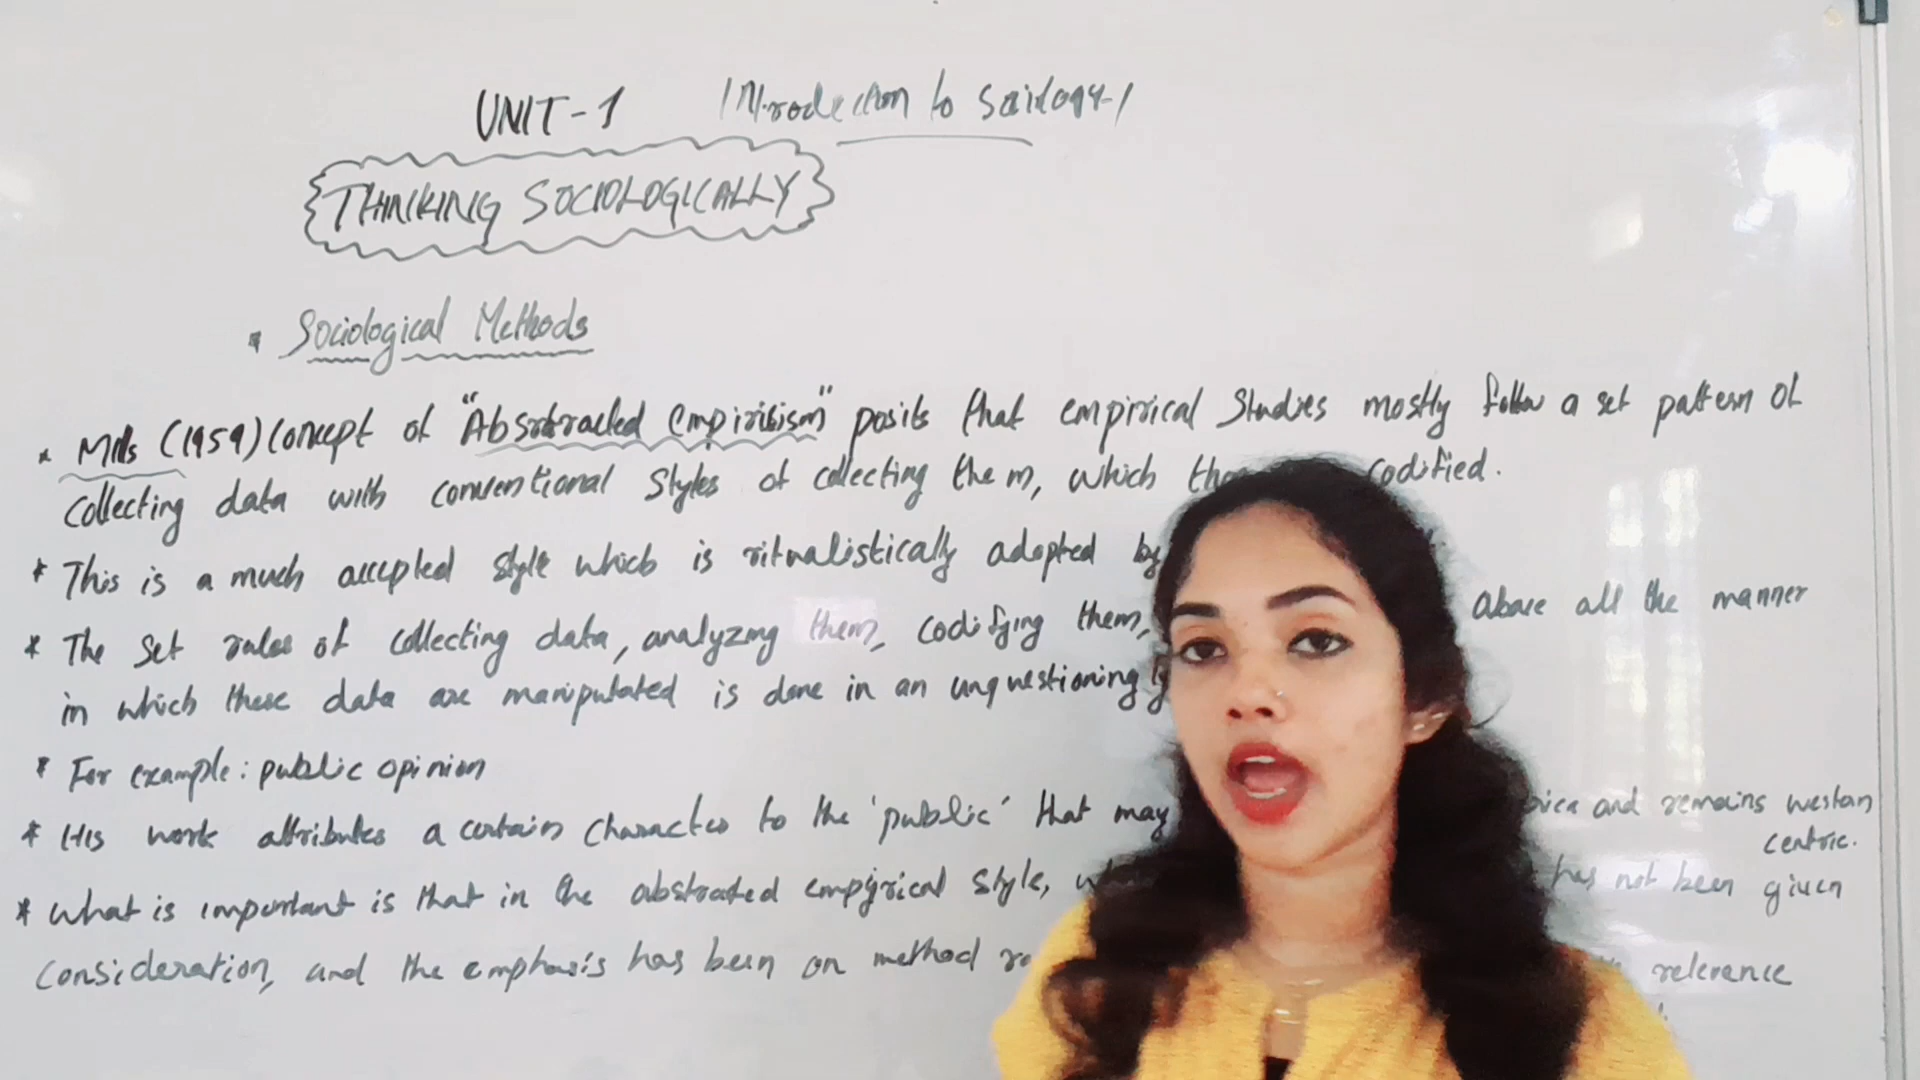 UNIT-1 Introduction to Sociology-1
THINKING SOCIOLOGICALLY
* Sociological Methods
* Mills (1959) concept of "Abstracted Empiricism" posits that empirical studies mostly follow a set pattern of
collecting data with conventional styles of collecting them, which codified.
* This is a much accepted style which is ritualistically adopted by
* The set rules of collecting data, analyzing them, codifying them, above all the manner
in which these data are manipulated is done in an unquestioning
* For example: public opinion
* His work attributes a certain character to the 'public' that may and remains western
centric.
* What is important is that in the abstracted empyrical style, has not been given
consideration, and the emphasis has been on method relevance